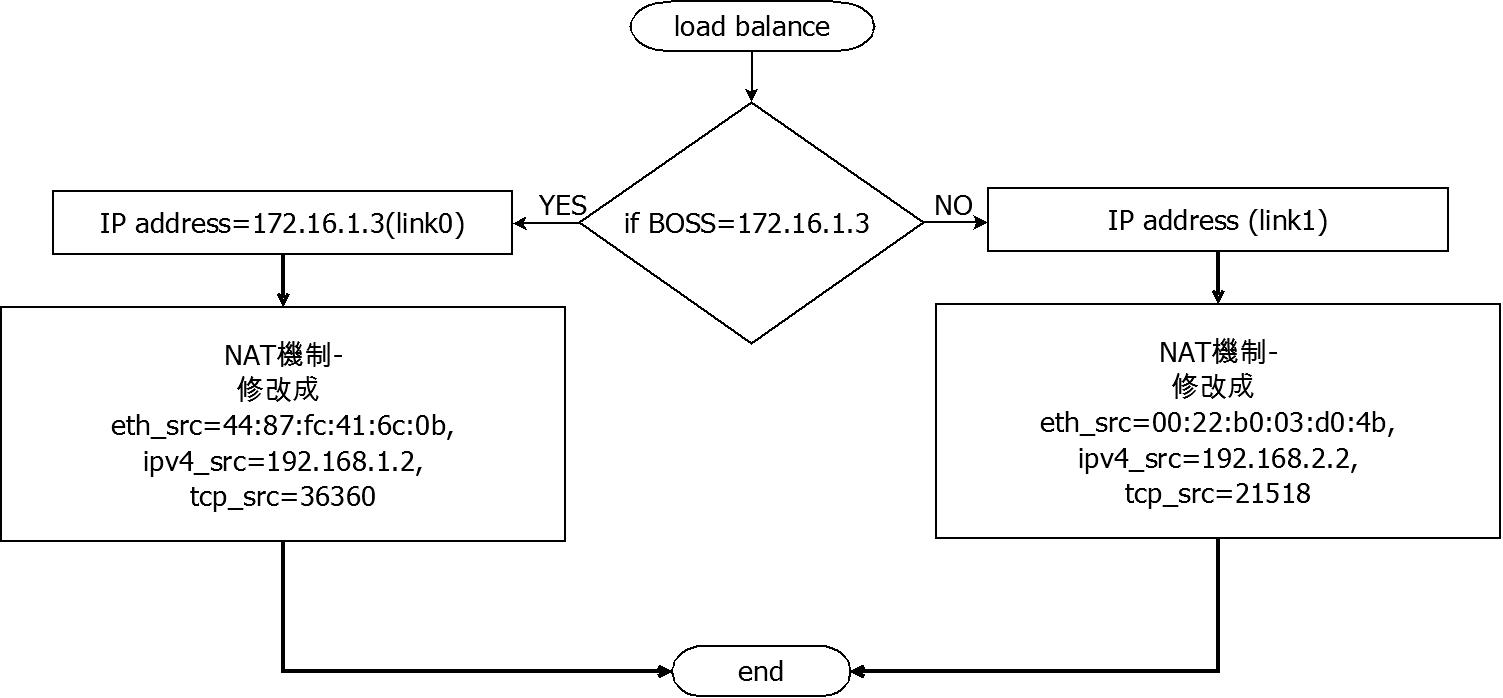 load balance
if BOSS=172.16.1.3
YES
NO
IP address=172.16.1.3(link0)
IP address (link1)
NAT機制-
修改成
eth_src=44:87:fc:41:6c:0b,
ipv4_src=192.168.1.2,
tcp_src=36360
NAT機制-
修改成
eth_src=00:22:b0:03:d0:4b,
ipv4_src=192.168.2.2,
tcp_src=21518
end